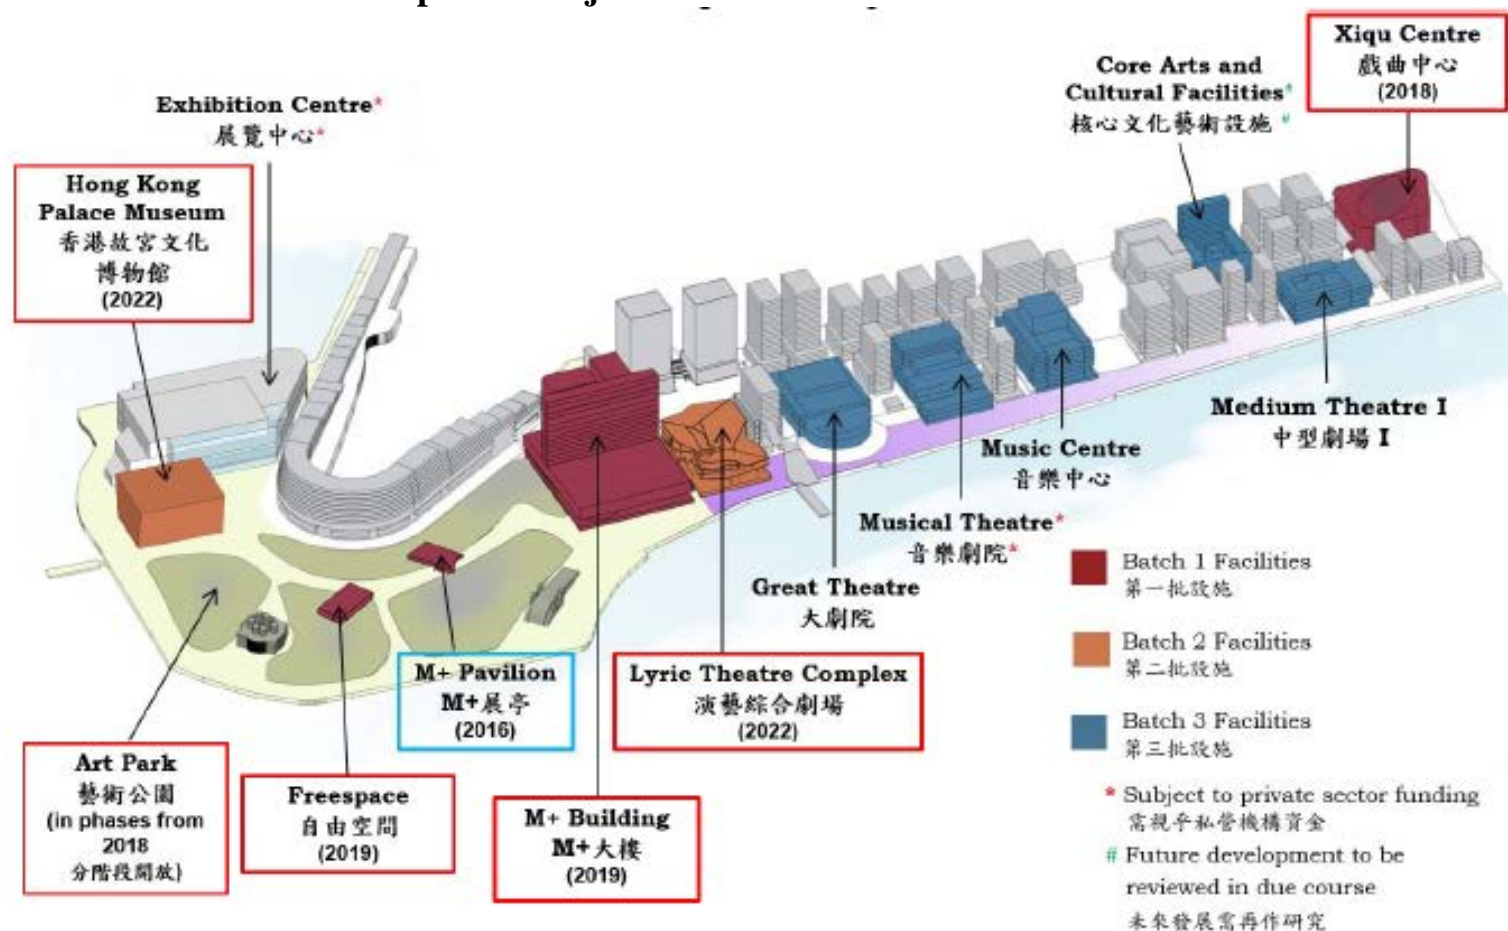 Exhibition Centre*
展覽中心*
Hong Kong
Palace Museum
香港故宮文化
博物館
(2022)
Core Arts and
Cultural Facilities#
核心文化藝術設施 #
Xiqu Centre
戲曲中心
(2018)
Medium Theatre I
中型劇場 I
Music Centre
音樂中心
Musical Theatre*
音樂劇院*
Great Theatre
大劇院
Lyric Theatre Complex
演藝綜合劇場
(2022)
M+ Pavilion
M+展亭
(2016)
M+ Building
M+大樓
(2019)
Freespace
自由空間
(2019)
Art Park
藝術公園
(in phases from
2018
分階段開放)
Batch 1 Facilities
第一批設施
Batch 2 Facilities
第二批設施
Batch 3 Facilities
第三批設施
* Subject to private sector funding
需視乎私營機構資金
# Future development to be
reviewed in due course
未來發展需再作研究